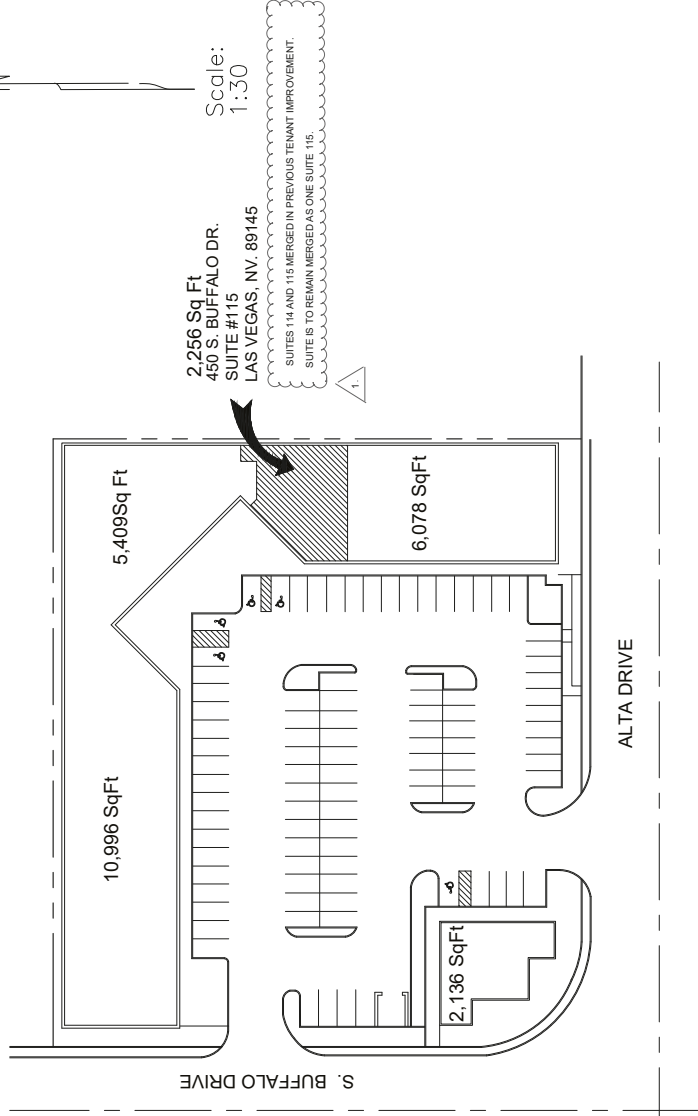 Scale:
1:30
2,256 Sq Ft
450 S. BUFFALO DR.
SUITE #115
LAS VEGAS, NV. 89145
SUITES 114 AND 115 MERGED IN PREVIOUS TENANT IMPROVEMENT.
SUITE IS TO REMAIN MERGED AS ONE SUITE 115.
1.
5,409Sq Ft
6,078 SqFt
10,996 SqFt
2,136 SqFt
ALTA DRIVE
S. BUFFALO DRIVE